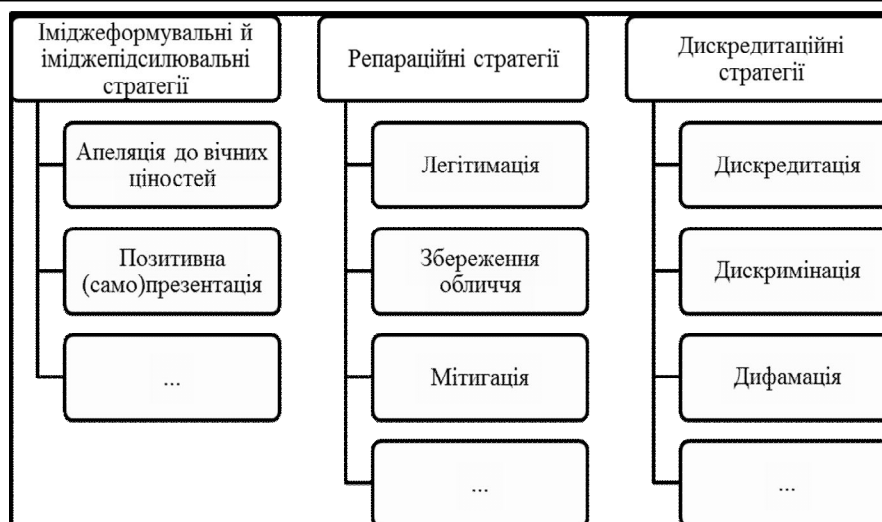 Іміджеформувальні й
іміджепідсилювальні
стратегії
Апеляція до вічних
цінностей
Позитивна
(само)презентація
...
Репараційні стратегії
Легітимація
Збереження
обличчя
Мітигація
...
Дискредитаційні
стратегії
Дискредитація
Дискримінація
Дифамація
...